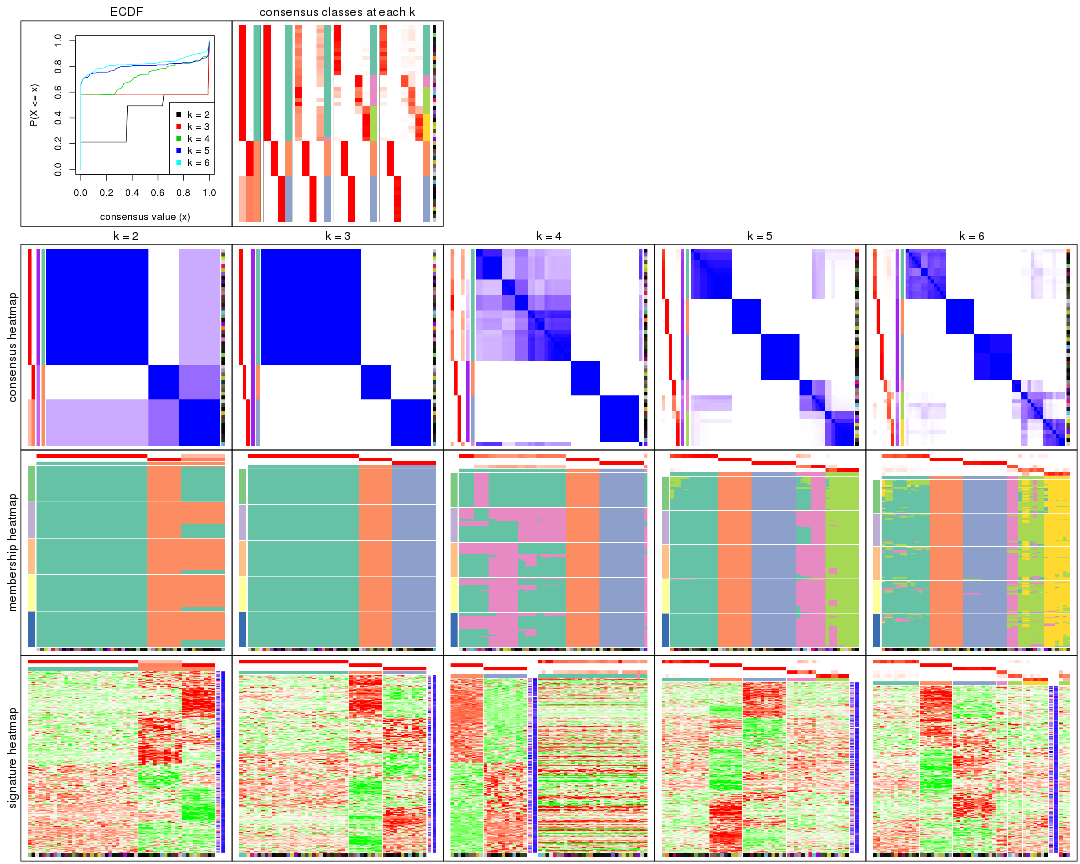 ECDF
consensus classes at each k
P(X <= x)
0.0
0.2
0.4
0.6
0.8
1.0
k = 2
k = 3
k = 4
k = 5
k = 6
0.0 0.2 0.4 0.6 0.8 1.0
consensus value (x)
k = 2
k = 3
k = 4
k = 5
k = 6
consensus heatmap
membership heatmap
signature heatmap